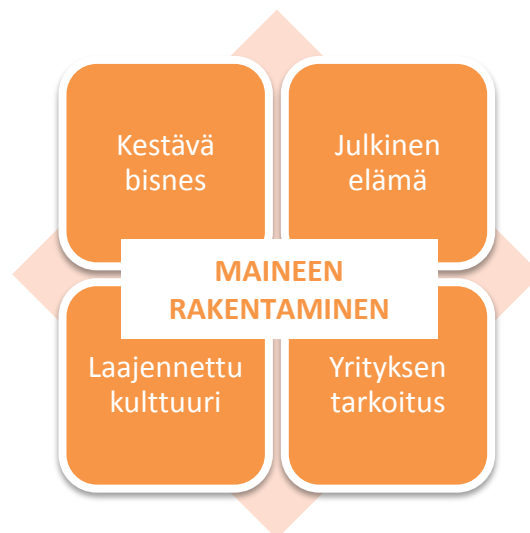 Kestävä
bisnes
Julkinen
elämä
MAINEEN
RAKENTAMINEN
Laajennettu
kulttuuri
Yrityksen
tarkoitus